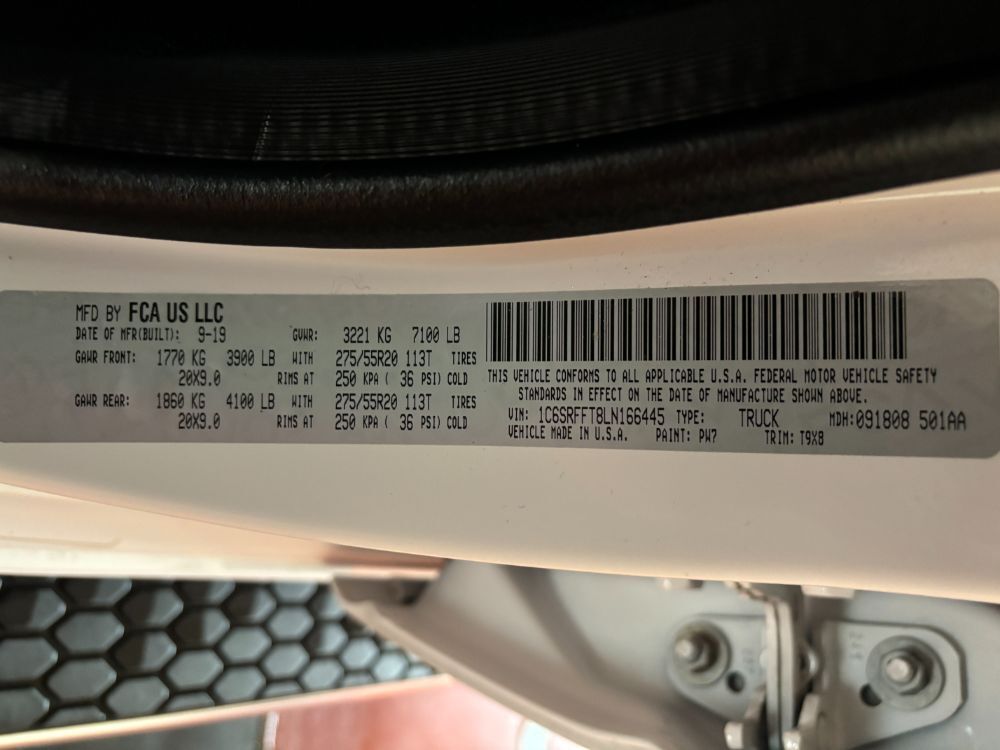 MFD BY FCA US LLC
DATE OF MFR(BUILT): 9-19 GVWR: 3221 KG 7100 LB
GAWR FRONT: 1770 KG 3900 LB WITH 275/55R20 113T TIRES
20X9.0 RIMS AT 250 KPA ( 36 PSI) COLD
GAWR REAR: 1860 KG 4100 LB WITH 275/55R20 113T TIRES
20X9.0 RIMS AT 250 KPA ( 36 PSI) COLD
THIS VEHICLE CONFORMS TO ALL APPLICABLE U.S.A. FEDERAL MOTOR VEHICLE SAFETY
STANDARDS IN EFFECT ON THE DATE OF MANUFACTURE SHOWN ABOVE.
VIN: 1C6SRFFT8LN166445 TYPE: TRUCK MDH:091808 501AA
VEHICLE MADE IN U.S.A. PAINT: PW7 TRIM: T9X8